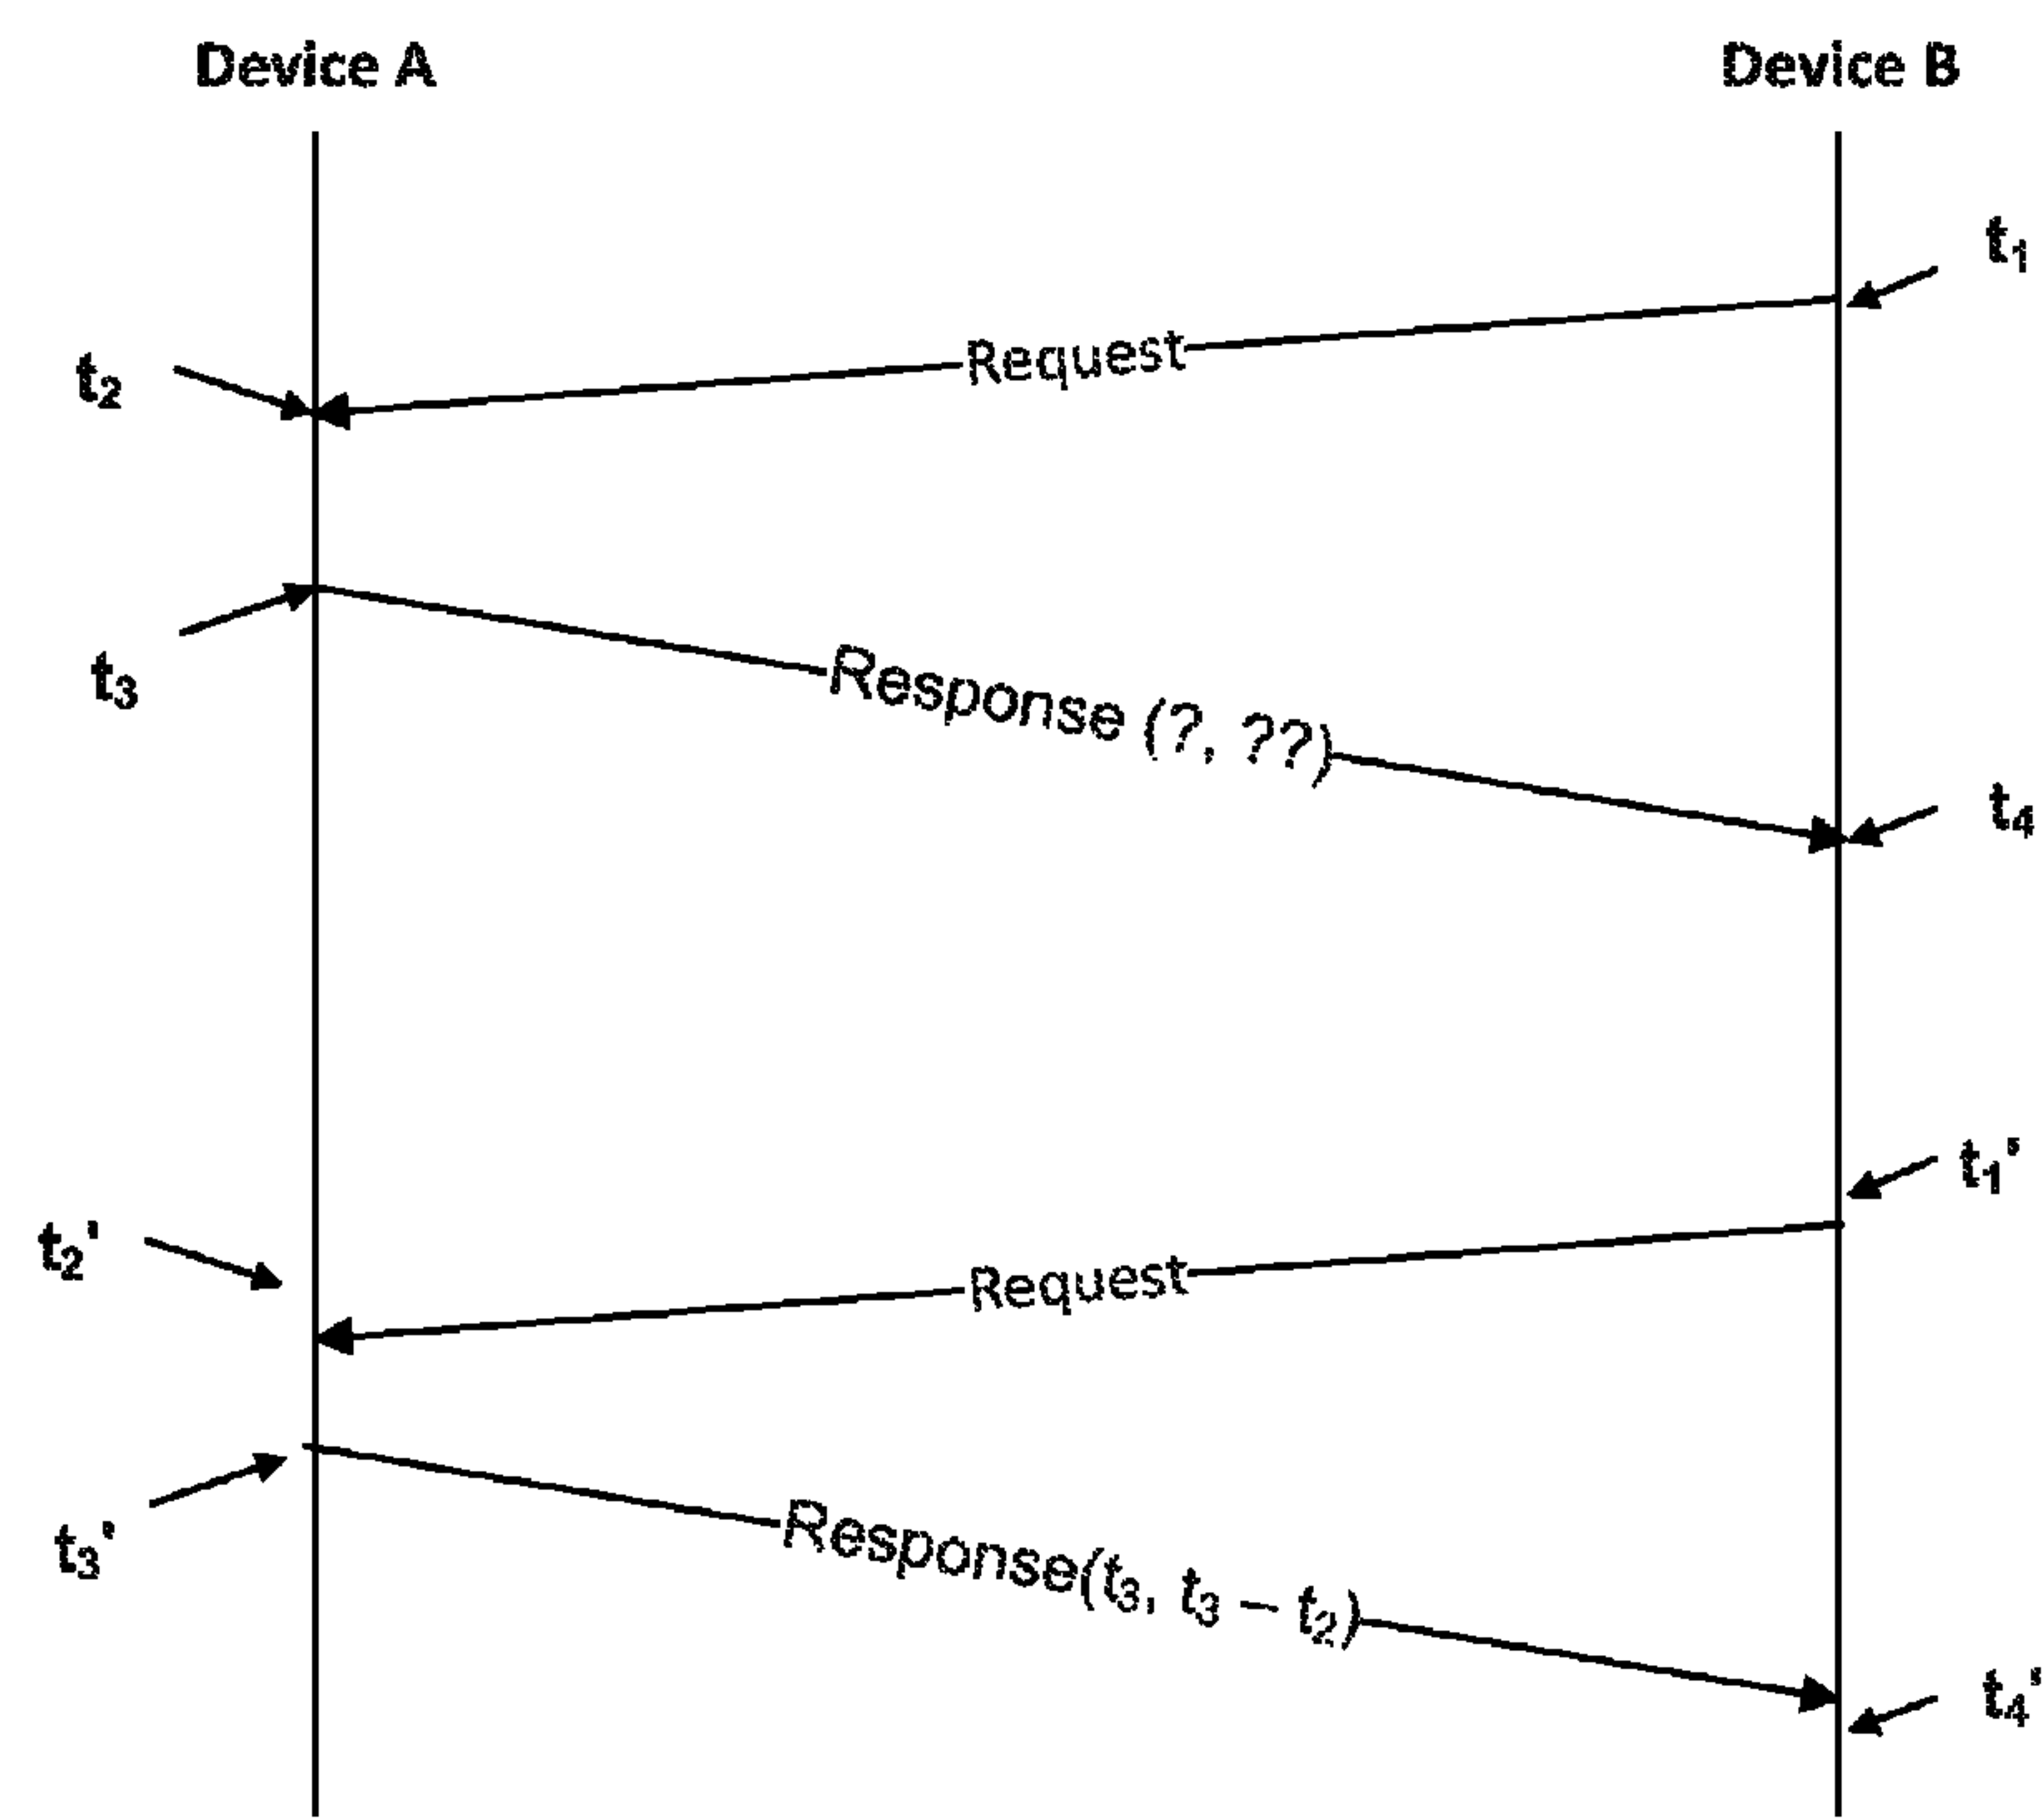 Device A
Device B
t₁
Request
t₂
Response (?, ??)
t₃
t₄
t₁'
t₂'
Request
t₃'
Response(t₃, t₃ – t₂)
t₄'